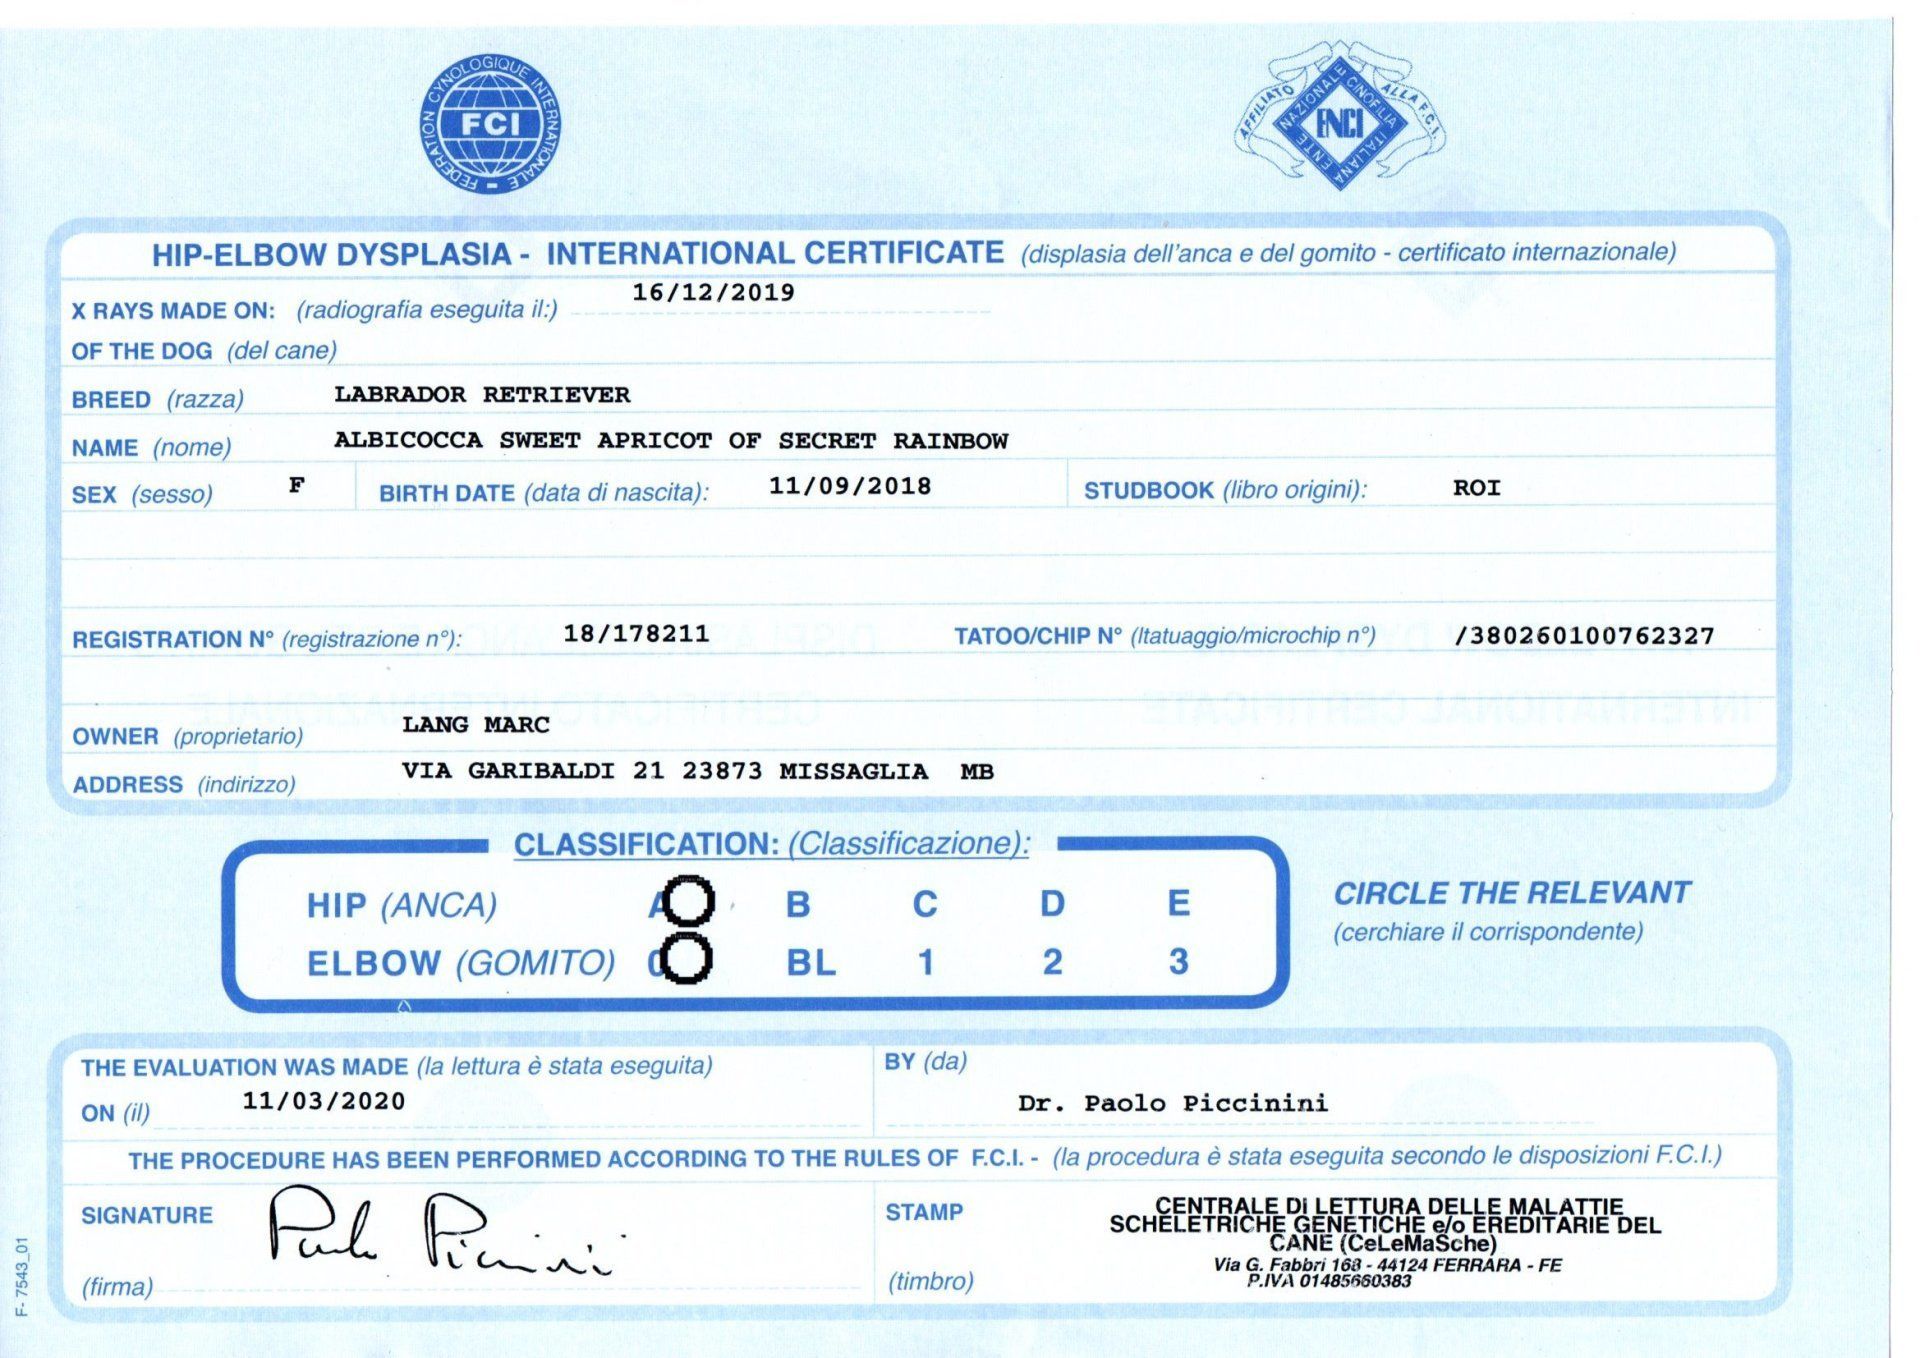 FEDERATION CYNOLOGIQUE INTERNATIONALE
FCI
AFFILIATO ALLA F.C.I.
ENTE NAZIONALE CINOFILIA ITALIANA
ENCI
HIP-ELBOW DYSPLASIA - INTERNATIONAL CERTIFICATE (displasia dell'anca e del gomito - certificato internazionale)
X RAYS MADE ON: (radiografia eseguita il:) 16/12/2019
OF THE DOG (del cane)
BREED (razza) LABRADOR RETRIEVER
NAME (nome) ALBICOCCA SWEET APRICOT OF SECRET RAINBOW
SEX (sesso) F BIRTH DATE (data di nascita): 11/09/2018 STUDBOOK (libro origini): ROI
REGISTRATION N° (registrazione n°): 18/178211 TATOO/CHIP N° (ltatuaggio/microchip n°) /380260100762327
OWNER (proprietario) LANG MARC
ADDRESS (indirizzo) VIA GARIBALDI 21 23873 MISSAGLIA MB
CLASSIFICATION: (Classificazione):
HIP (ANCA) A B C D E
ELBOW (GOMITO) 0 BL 1 2 3
CIRCLE THE RELEVANT
(cerchiare il corrispondente)
THE EVALUATION WAS MADE (la lettura è stata eseguita)
ON (il) 11/03/2020
BY (da)
Dr. Paolo Piccinini
THE PROCEDURE HAS BEEN PERFORMED ACCORDING TO THE RULES OF F.C.I. - (la procedura è stata eseguita secondo le disposizioni F.C.I.)
SIGNATURE
Paolo Piccinini
(firma)
STAMP
(timbro)
CENTRALE DI LETTURA DELLE MALATTIE
SCHELETRICHE GENETICHE e/o EREDITARIE DEL
CANE (CeLeMaSche)
Via G. Fabbri 168 - 44124 FERRARA - FE
P.IVA 01485660383
F- 7543_01